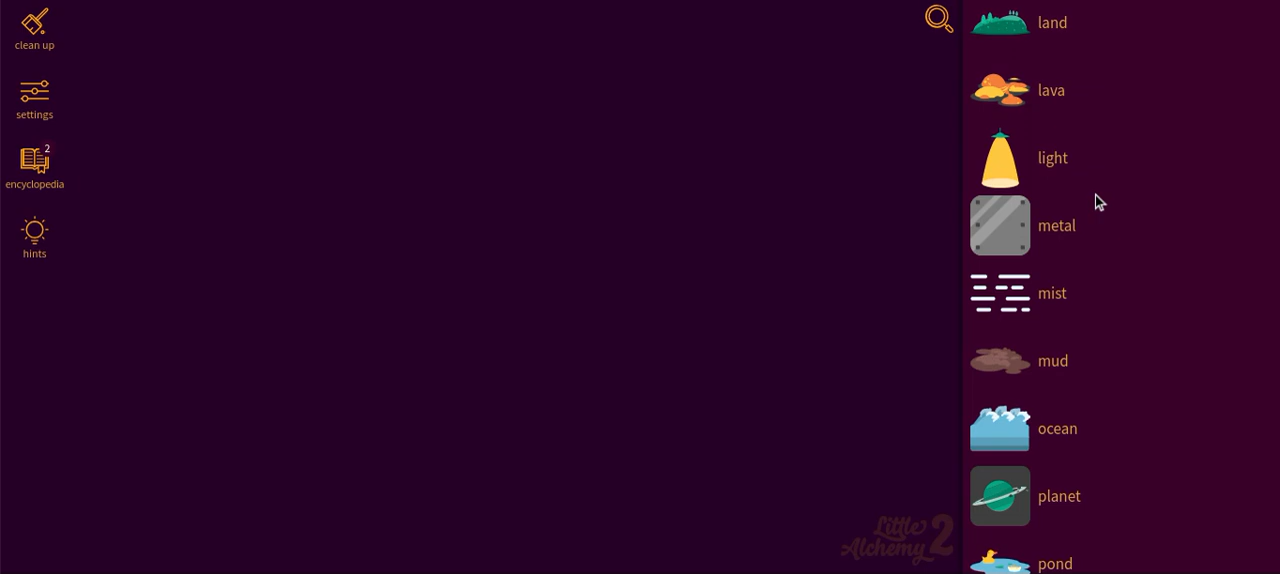 clean up
settings
2
encyclopedia
hints
land
lava
light
metal
mist
mud
ocean
planet
pond
Little
Alchemy 2